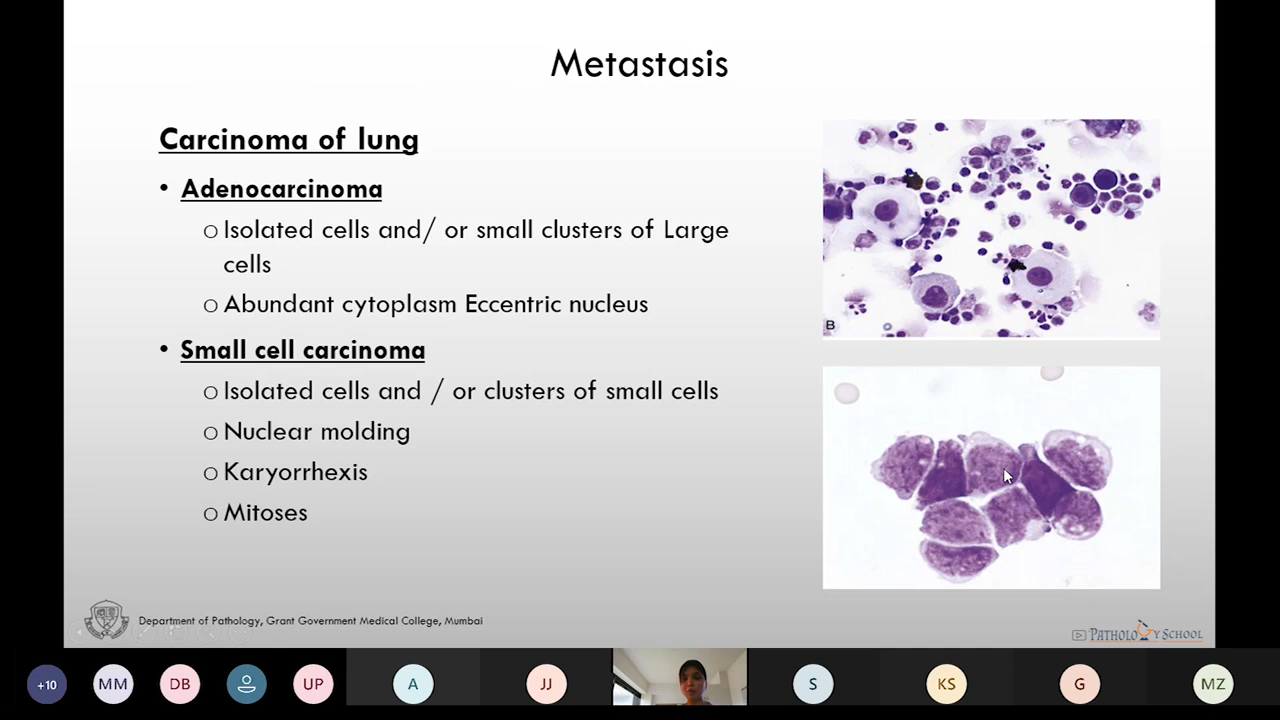 Metastasis
Carcinoma of lung
• Adenocarcinoma
o Isolated cells and/ or small clusters of Large
cells
o Abundant cytoplasm Eccentric nucleus
• Small cell carcinoma
o Isolated cells and / or clusters of small cells
o Nuclear molding
o Karyorrhexis
o Mitoses
B
Department of Pathology, Grant Government Medical College, Mumbai
PATHOLOGY SCHOOL
+10
MM
DB
UP
A
JJ
S
KS
G
MZ